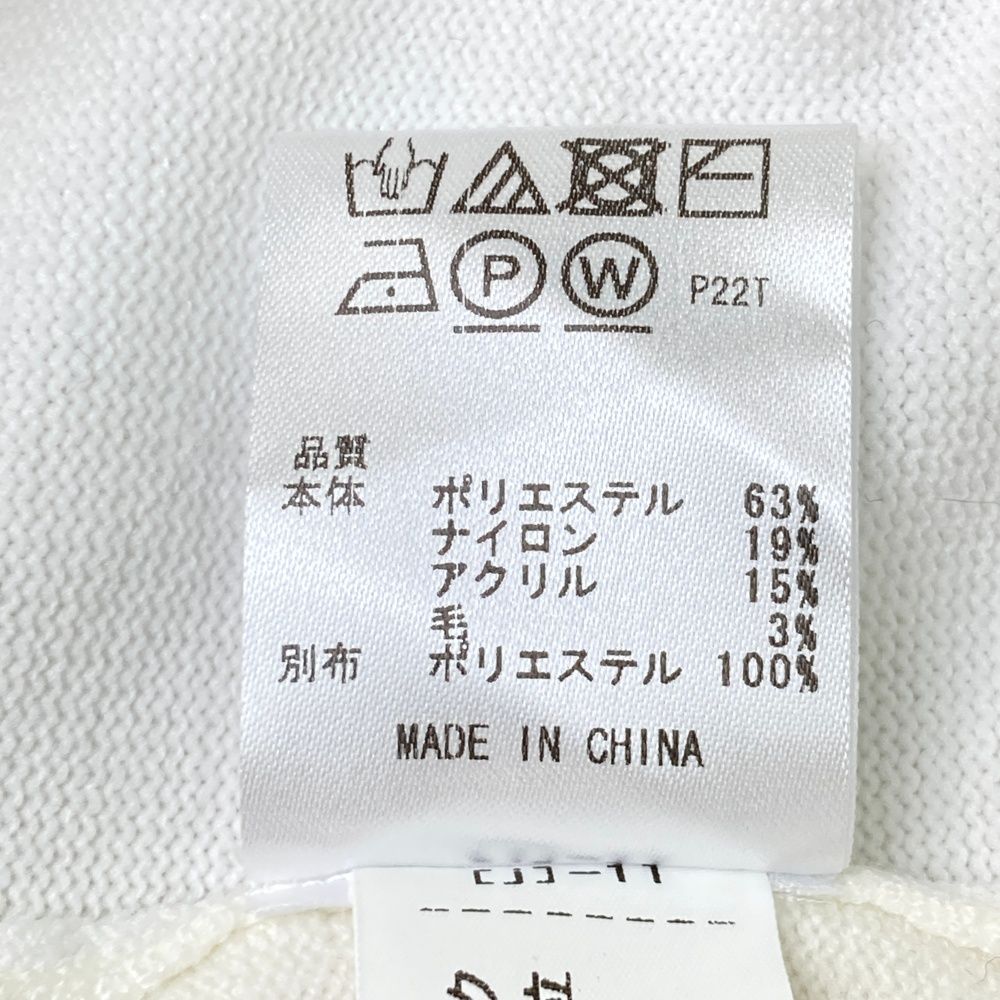 P W P22T
品質
本体 ポリエステル 63%
ナイロン 19%
アクリル 15%
毛 3%
別布 ポリエステル 100%
MADE IN CHINA